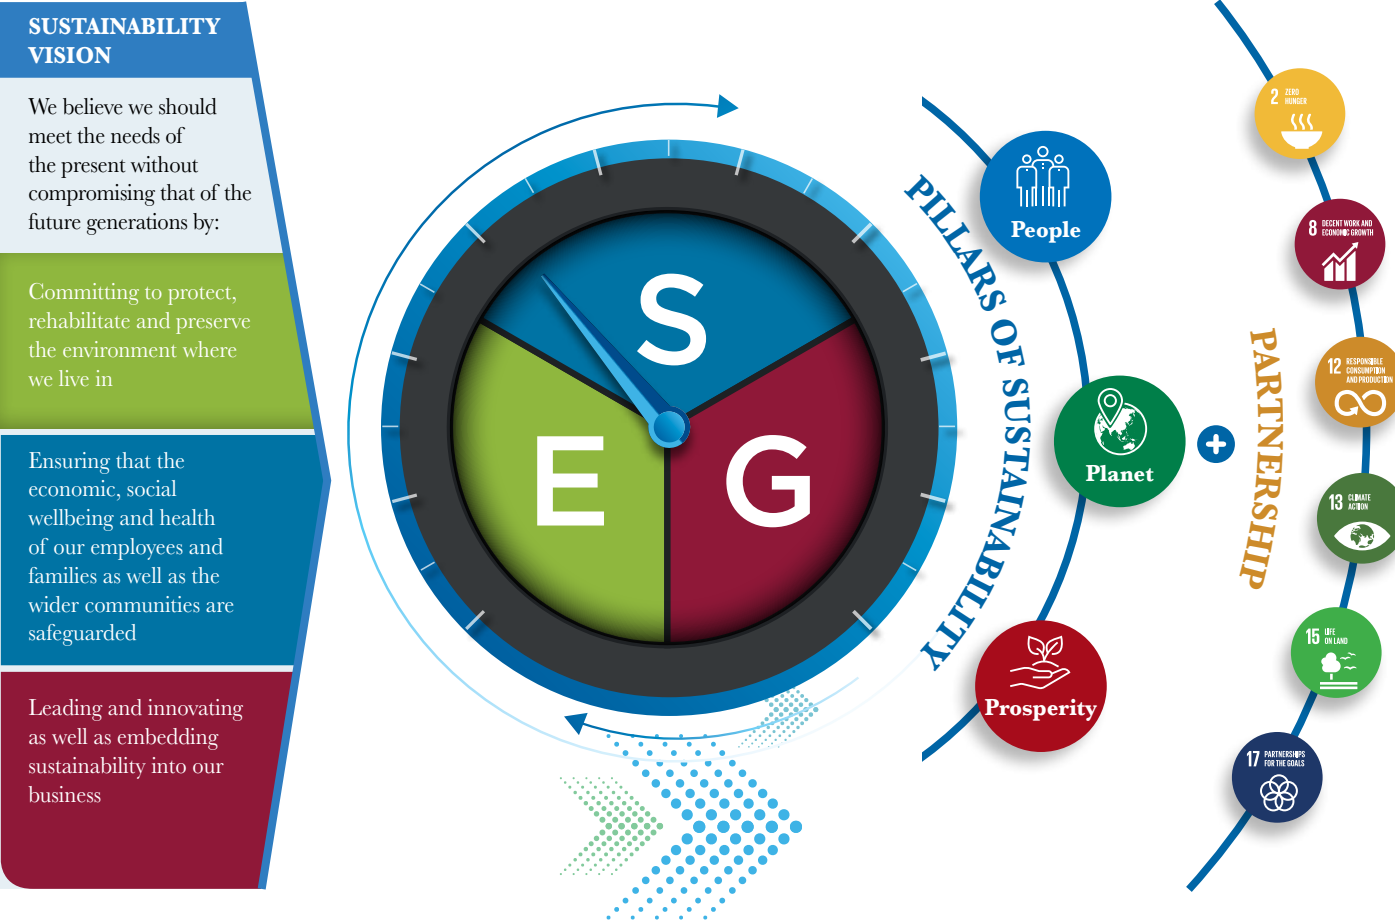 SUSTAINABILITY
VISION
We believe we should
meet the needs of
the present without
compromising that of the
future generations by:
Committing to protect,
rehabilitate and preserve
the environment where
we live in
Ensuring that the
economic, social
wellbeing and health
of our employees and
families as well as the
wider communities are
safeguarded
Leading and innovating
as well as embedding
sustainability into our
business
S
E
G
PILLARS OF SUSTAINABILITY
People
Planet
Prosperity
PARTNERSHIP
2 ZERO
HUNGER
8 DECENT WORK AND
ECONOMIC GROWTH
12 RESPONSIBLE
CONSUMPTION
AND PRODUCTION
13 CLIMATE
ACTION
15 LIFE
ON LAND
17 PARTNERSHIPS
FOR THE GOALS